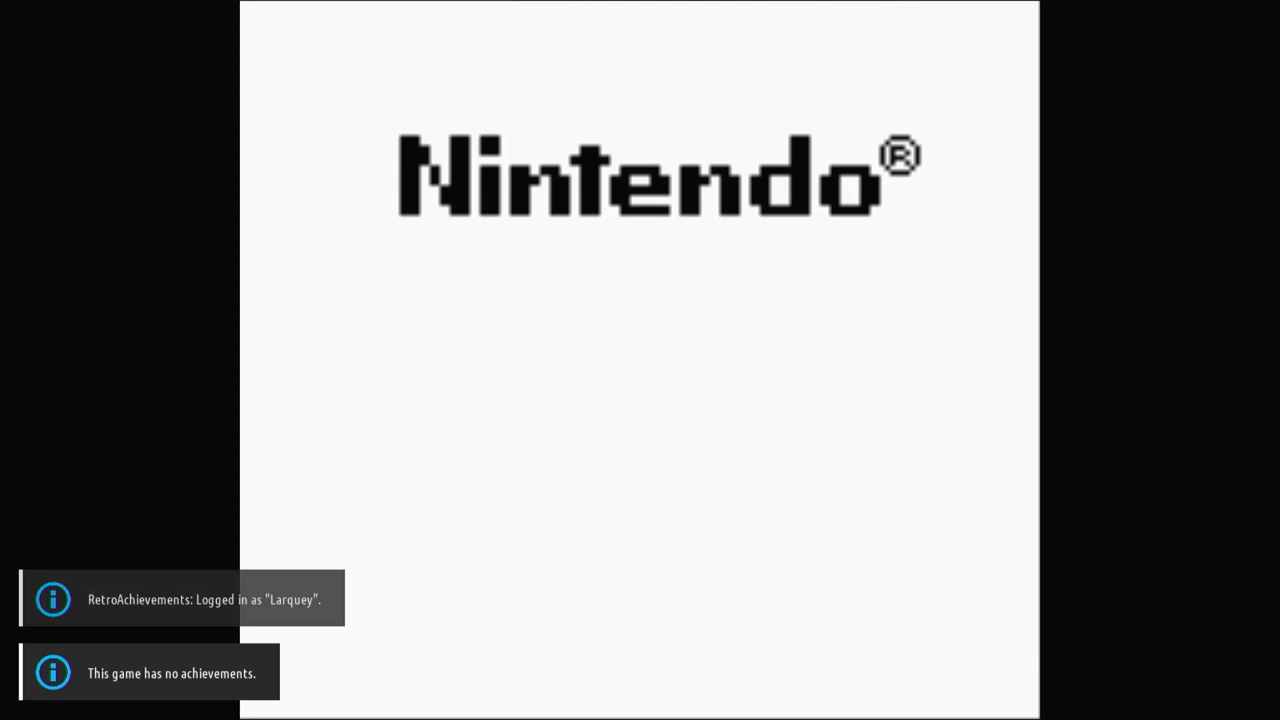 Nintendo®
RetroAchievements: Logged in as "Larquey".
This game has no achievements.